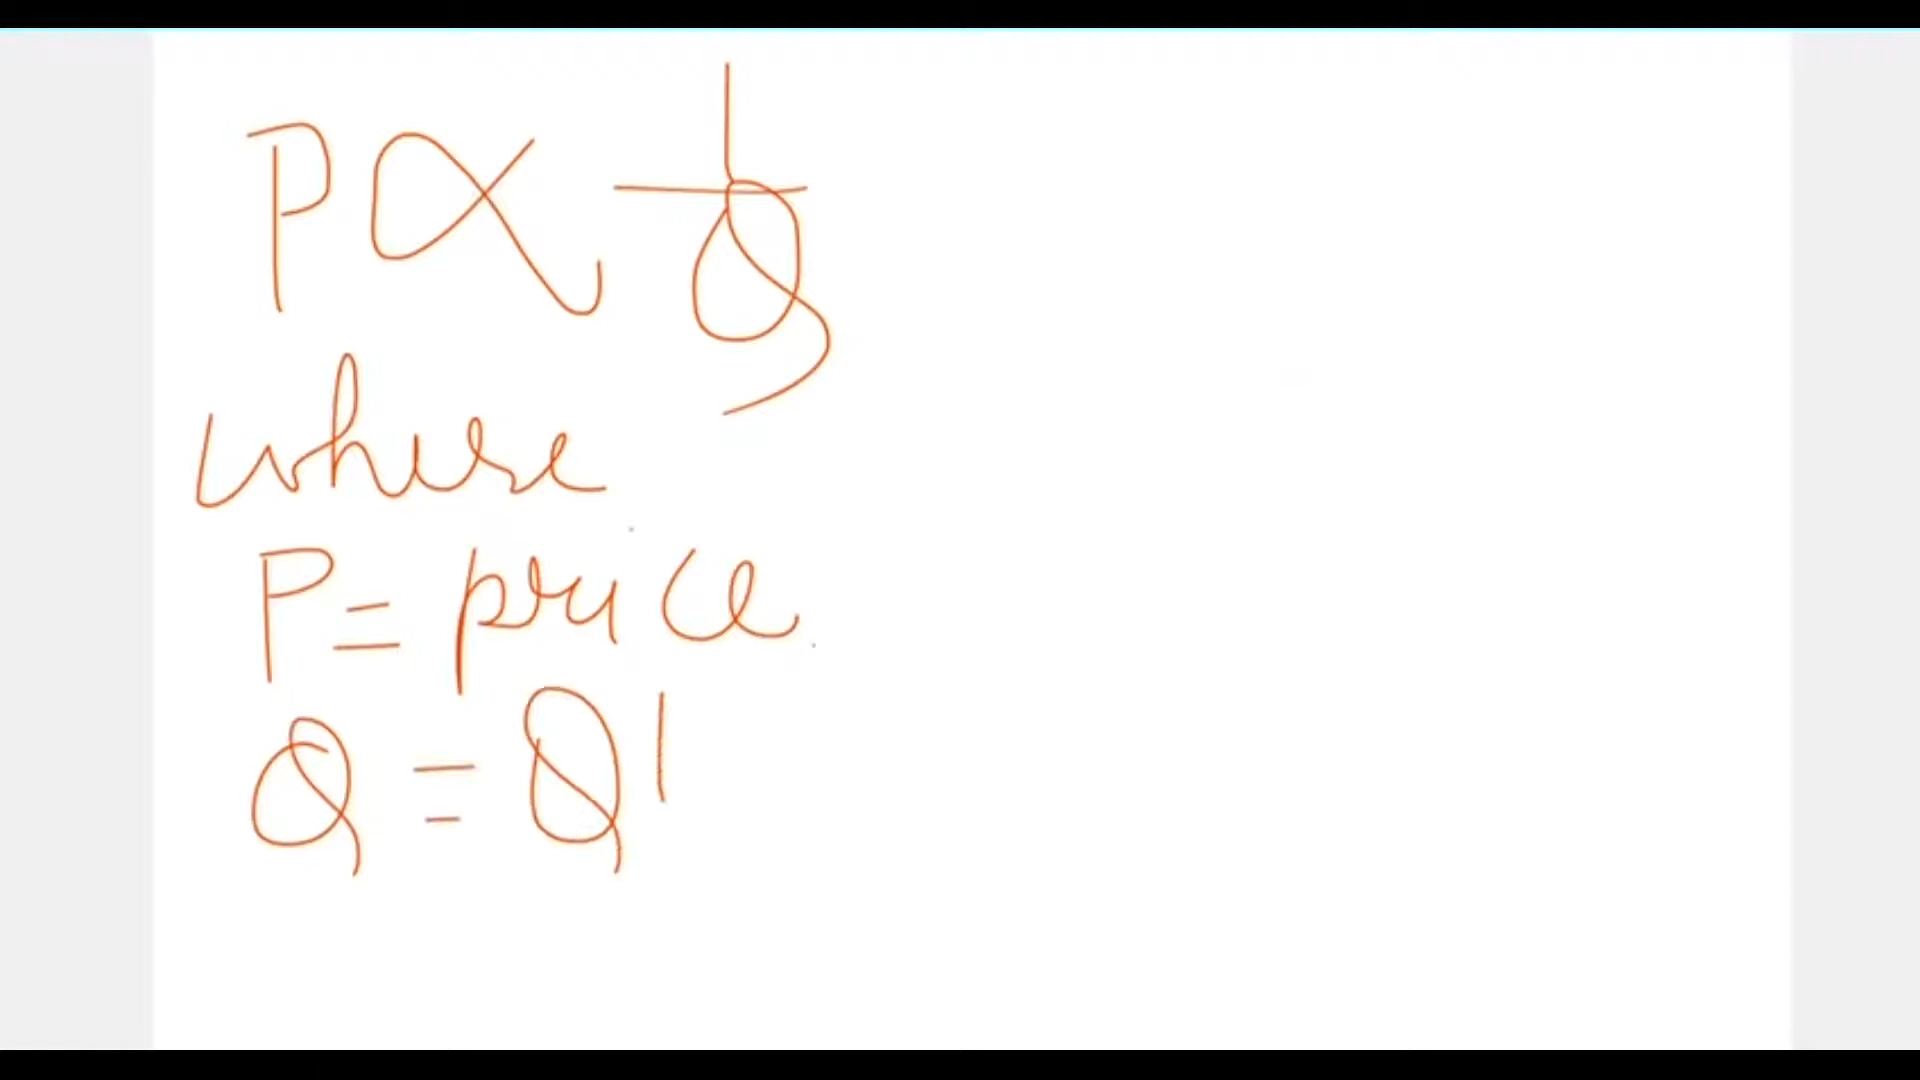 P ∝ 1/Q
where
P = price
Q = Q